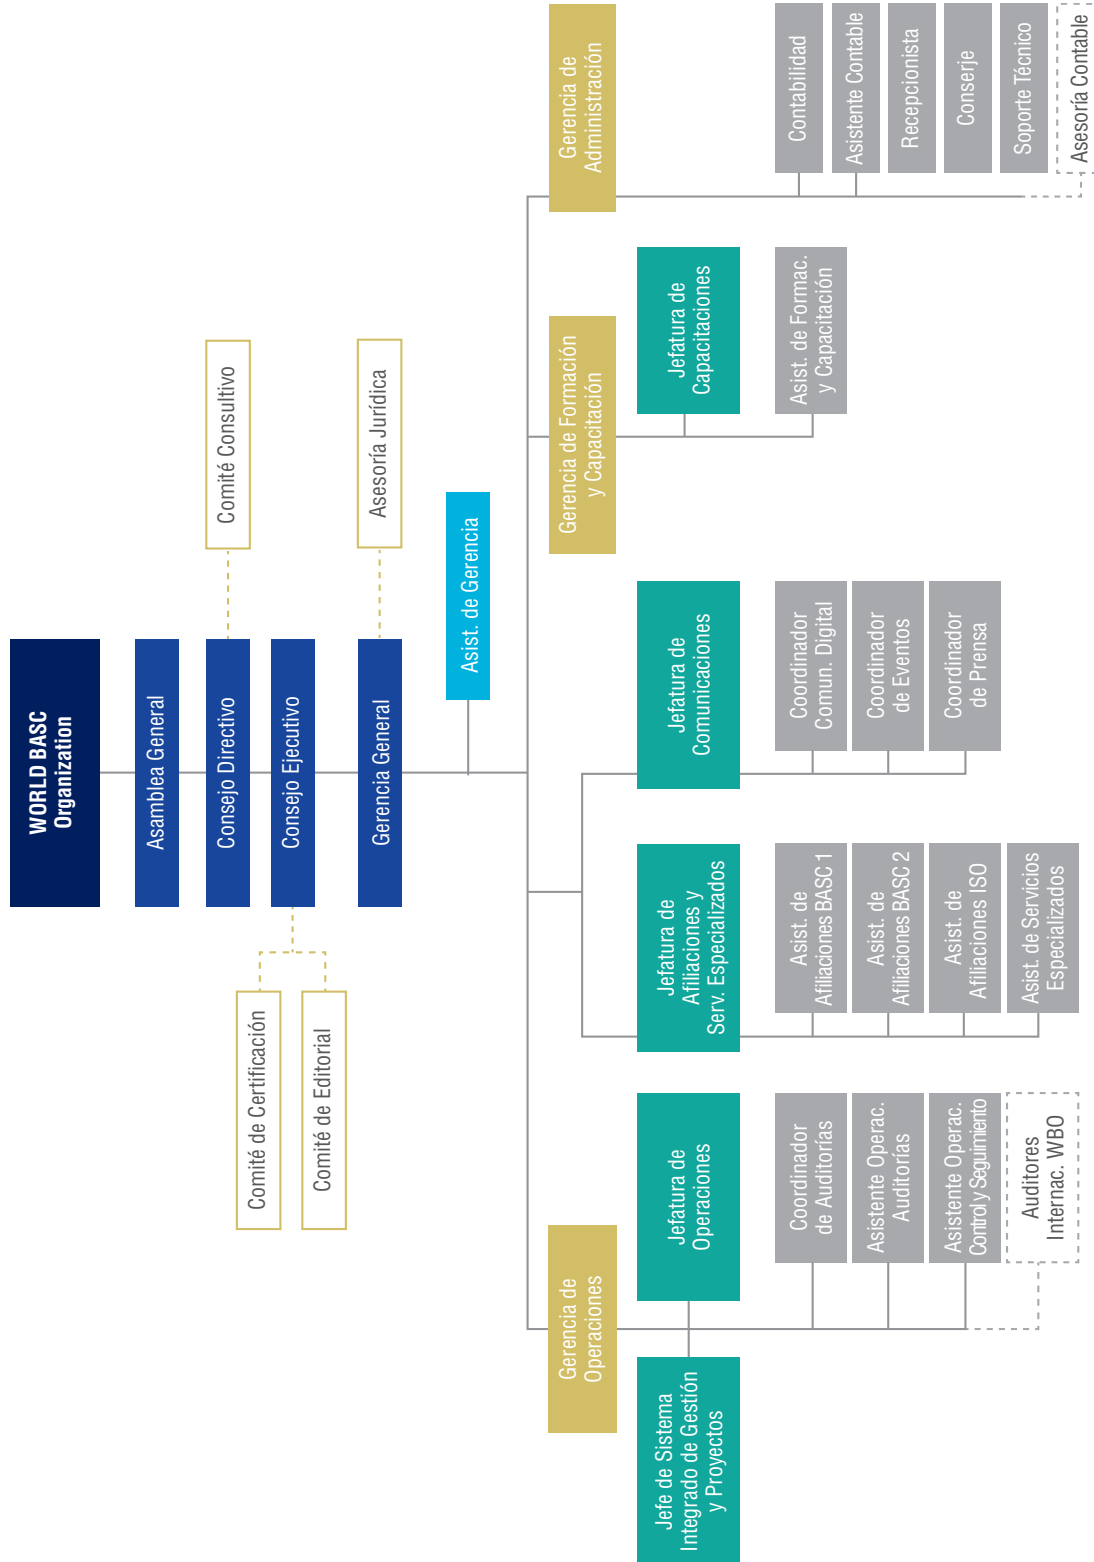 WORLD BASC
Organization
Asamblea General
Consejo Directivo
Comité Consultivo
Consejo Ejecutivo
Comité de Certificación
Comité de Editorial
Gerencia General
Asesoría Jurídica
Asist. de Gerencia
Gerencia de
Operaciones
Jefe de Sistema
Integrado de Gestión
y Proyectos
Jefatura de
Operaciones
Coordinador
de Auditorías
Asistente Operac.
Auditorías
Asistente Operac.
Control y Seguimiento
Auditores
Internac. WBO
Jefatura de
Afiliaciones y
Serv. Especializados
Asist. de
Afiliaciones BASC 1
Asist. de
Afiliaciones BASC 2
Asist. de
Afiliaciones ISO
Asist. de Servicios
Especializados
Jefatura de
Comunicaciones
Coordinador
Comun. Digital
Coordinador
de Eventos
Coordinador
de Prensa
Gerencia de Formación
y Capacitación
Jefatura de
Capacitaciones
Asist. de Formac.
y Capacitación
Gerencia de
Administración
Contabilidad
Asistente Contable
Recepcionista
Conserje
Soporte Técnico
Asesoría Contable